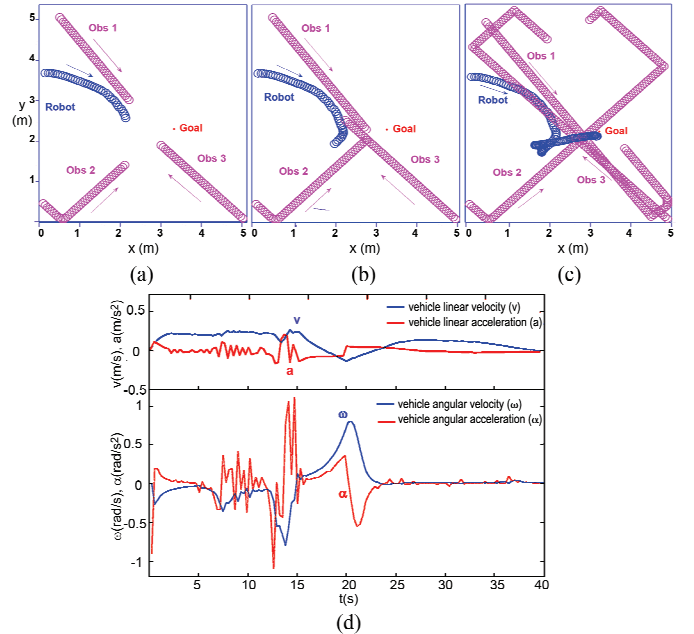 5
y
(m)
4
3
2
1
Obs 1
Robot
Goal
Obs 2
Obs 3
0 1 2 3 4 5
x (m)
(a)
Obs 1
Robot
Goal
Obs 2
Obs 3
0 1 2 3 4 5
x (m)
(b)
Obs 1
Robot
Goal
Obs 2
Obs 3
0 1 2 3 4 5
x (m)
(c)
v(m/s), a(m/s²)
0.5
0
-0.5
v
a
vehicle linear velocity (v)
vehicle linear acceleration (a)
ω(rad/s), α(rad/s2)
1
0.5
0
-0.5
-1
ω
α
vehicle angular velocity (ω)
vehicle angular acceleration (α)
5 10 15 20 25 30 35 40
t(s)
(d)